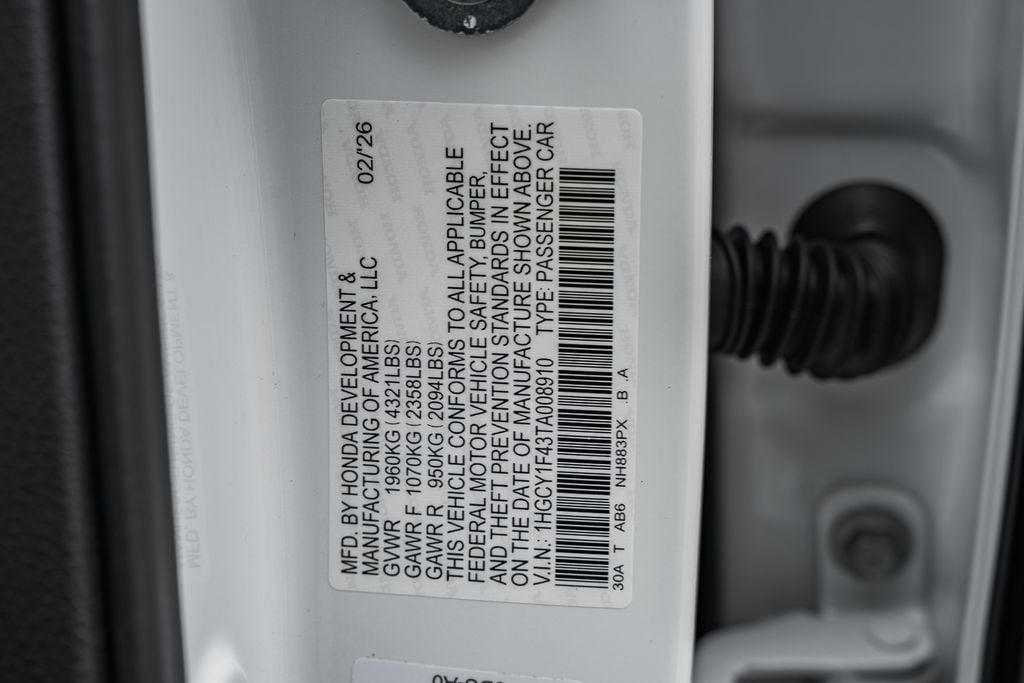 MFD. BY HONDA DEVELOPMENT &
MANUFACTURING OF AMERICA, LLC 02/'26
GVWR 1960KG (4321LBS)
GAWR F 1070KG (2358LBS)
GAWR R 950KG (2094LBS)
THIS VEHICLE CONFORMS TO ALL APPLICABLE
FEDERAL MOTOR VEHICLE SAFETY, BUMPER,
AND THEFT PREVENTION STANDARDS IN EFFECT
ON THE DATE OF MANUFACTURE SHOWN ABOVE.
V.I.N.: 1HGCY1F43TA008910 TYPE: PASSENGER CAR
30A T AB6 NH883PX .B .A